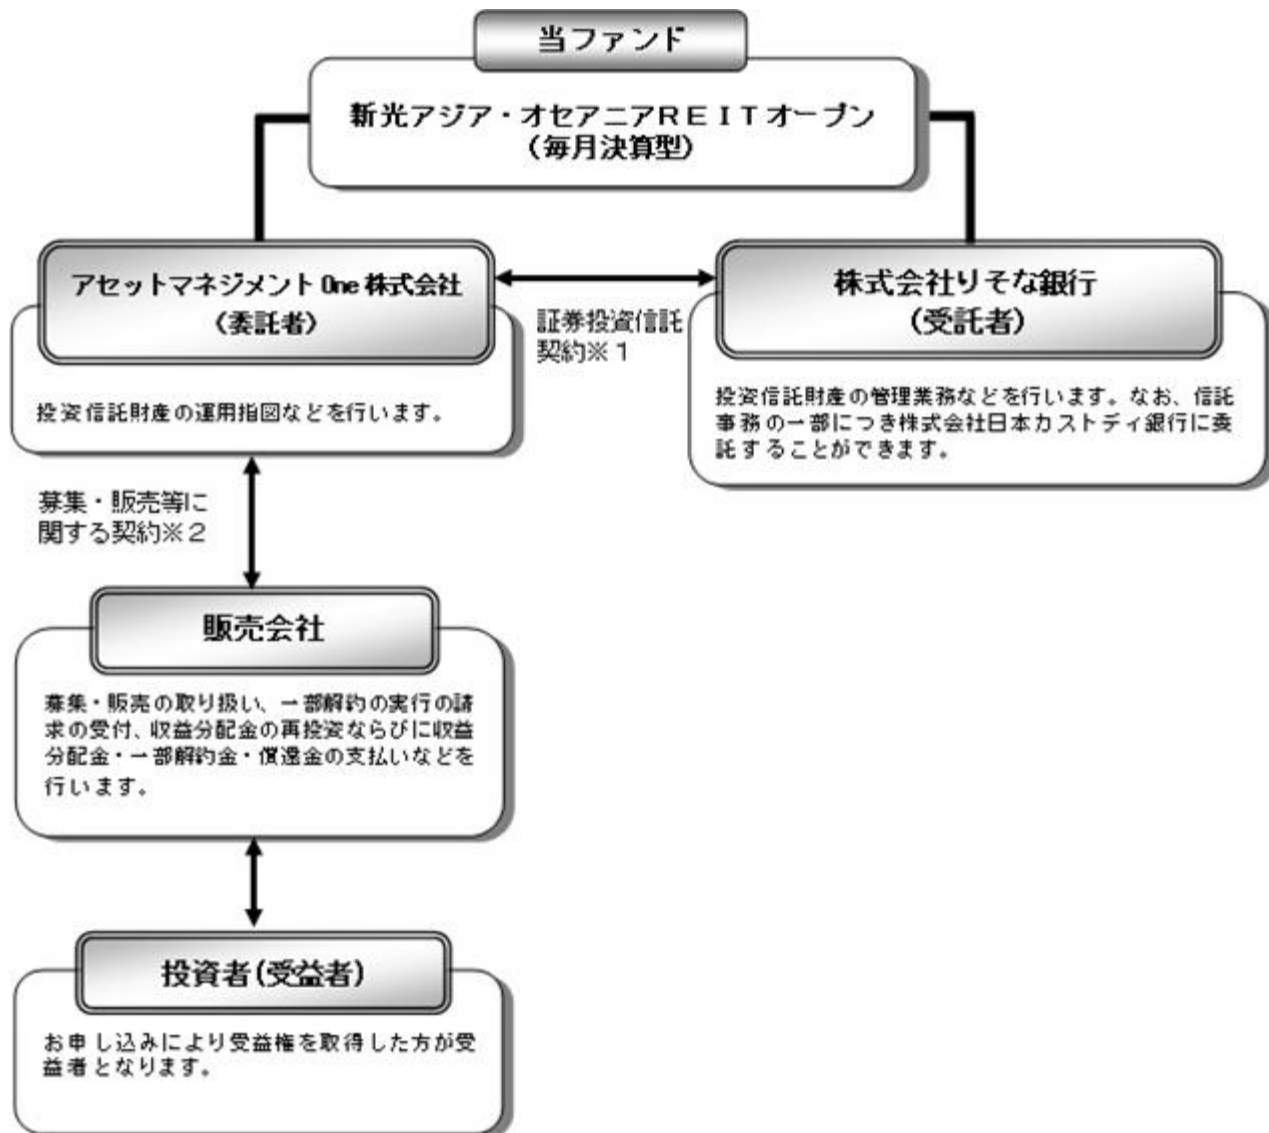 当ファンド
新光アジア・オセアニアＲＥＩＴオープン
（毎月決算型）
アセットマネジメントOne株式会社
（委託者）
証券投資信託
契約※１
株式会社りそな銀行
（受託者）
投資信託財産の運用指図などを行います。
投資信託財産の管理業務などを行います。なお、信託
事務の一部につき株式会社日本カストディ銀行に委
託することができます。
募集・販売等に
関する契約※２
販売会社
募集・販売の取り扱い、一部解約の実行の請
求の受付、収益分配金の再投資ならびに収益
分配金・一部解約金・償還金の支払いなどを
行います。
投資者（受益者）
お申し込みにより受益権を取得した方が受
益者となります。